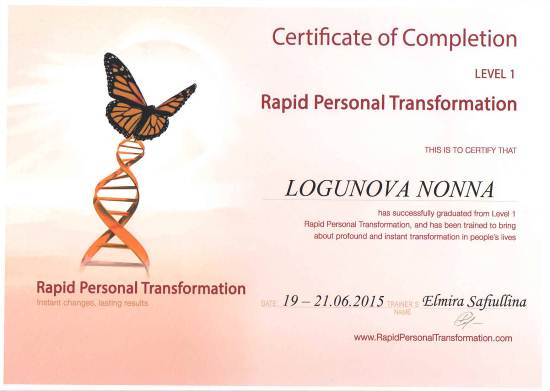 Certificate of Completion
LEVEL 1
Rapid Personal Transformation
THIS IS TO CERTIFY THAT
LOGUNOVA NONNA
has successfully graduated from Level 1
Rapid Personal Transformation, and has been trained to bring
about profound and instant transformation in people's lives
Rapid Personal Transformation
Instant changes, lasting results
DATE: 19 – 21.06.2015 TRAINER'S NAME Elmira Safiullina
www.RapidPersonalTransformation.com